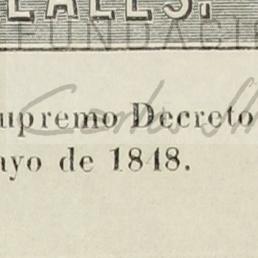 EALES.
FUNDACI
upremo Decreto
ayo de 1848.